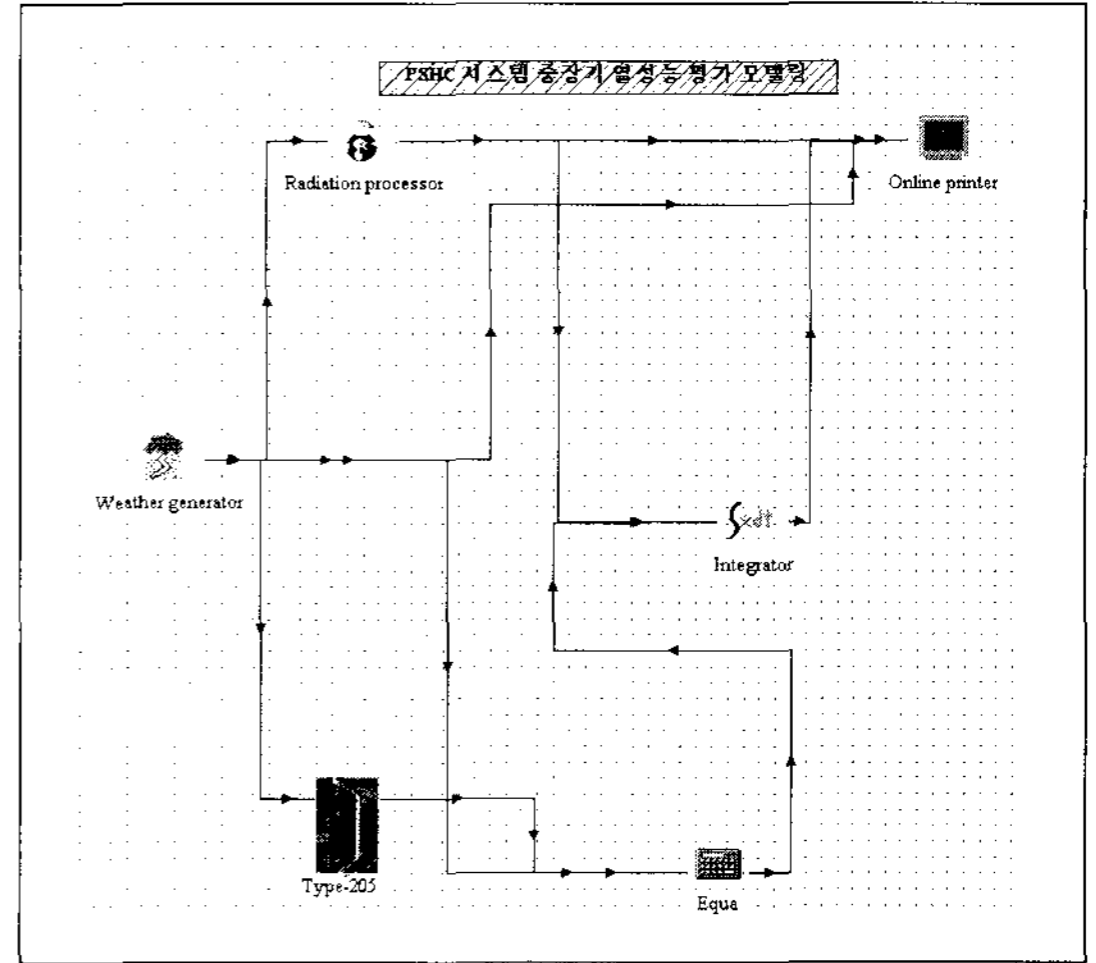 PSHC 시스템 중장기 열성능 평가 모델링
Radiation processor
Online printer
Weather generator
∫xdt
Integrator
Type-205
Equa